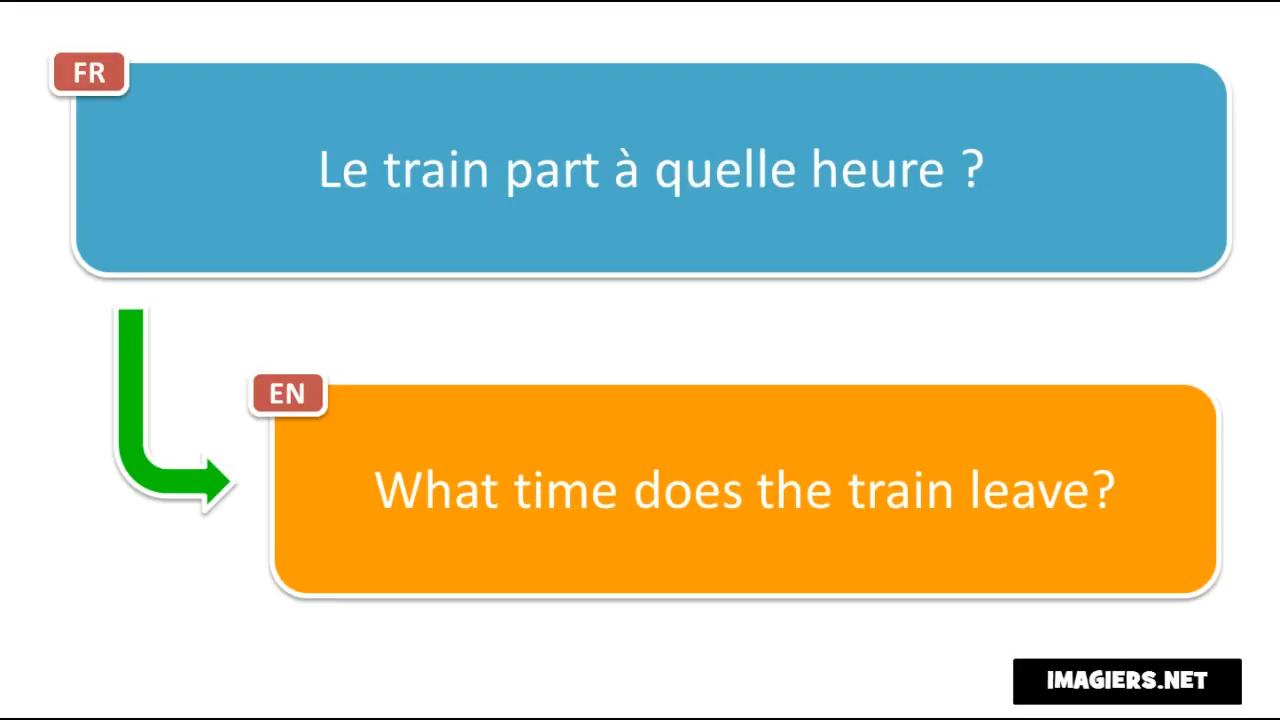 FR
Le train part à quelle heure ?
EN
What time does the train leave?
IMAGIERS.NET